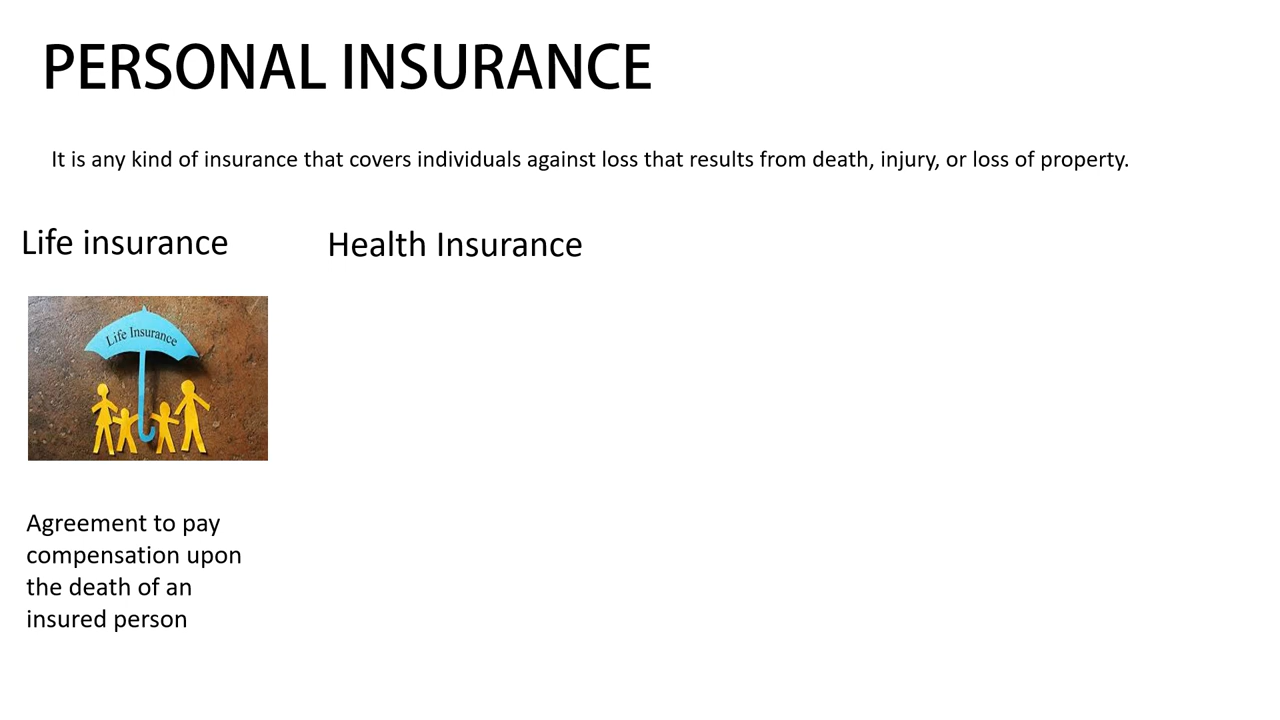 PERSONAL INSURANCE
It is any kind of insurance that covers individuals against loss that results from death, injury, or loss of property.
Life insurance
Health Insurance
Life Insurance
Agreement to pay
compensation upon
the death of an
insured person